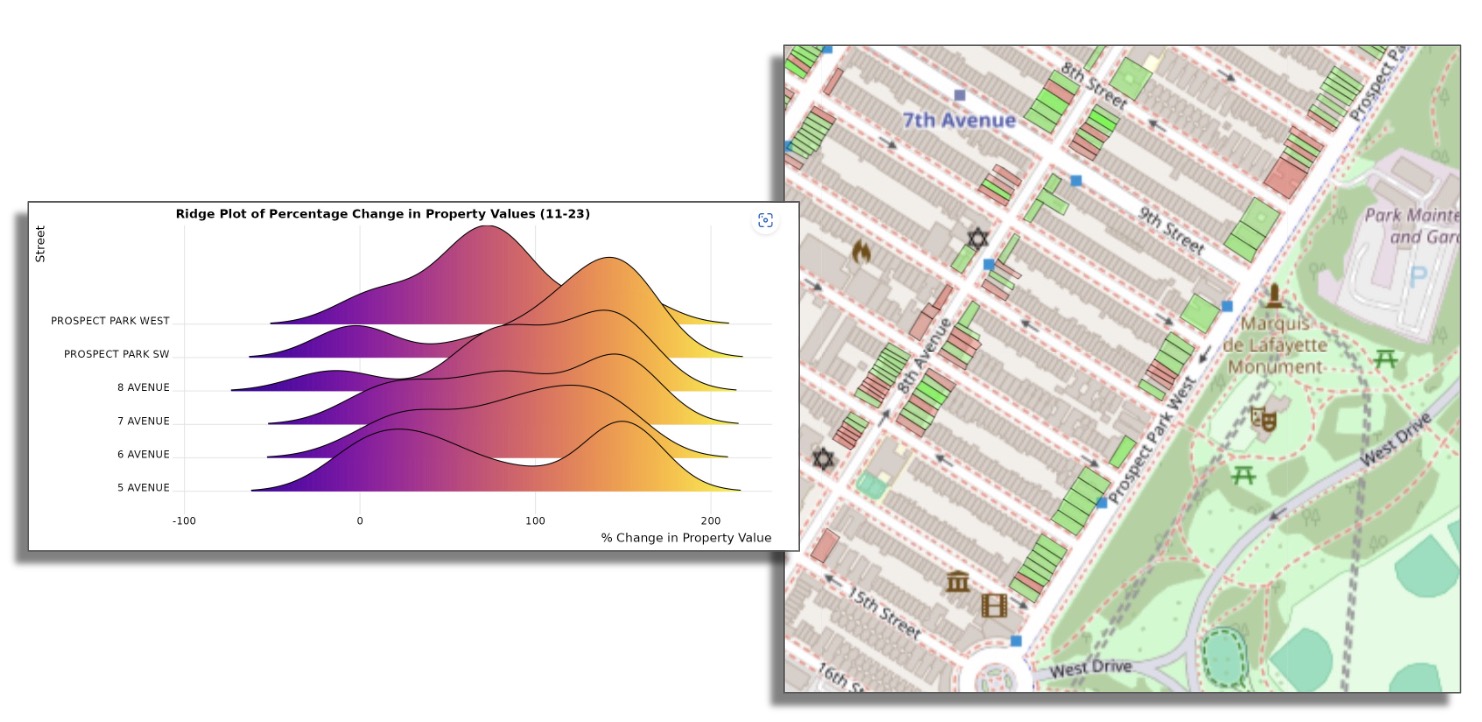 Ridge Plot of Percentage Change in Property Values (11-23)
Street
PROSPECT PARK WEST
PROSPECT PARK SW
8 AVENUE
7 AVENUE
6 AVENUE
5 AVENUE
-100
0
100
200
% Change in Property Value
8th Street
7th Avenue
9th Street
Prospect Pa
Park Mainte
and Gard
P
Marquis
de Lafayette
Monument
8th Avenue
Prospect Park West
West Drive
15th Street
16th St
West Drive